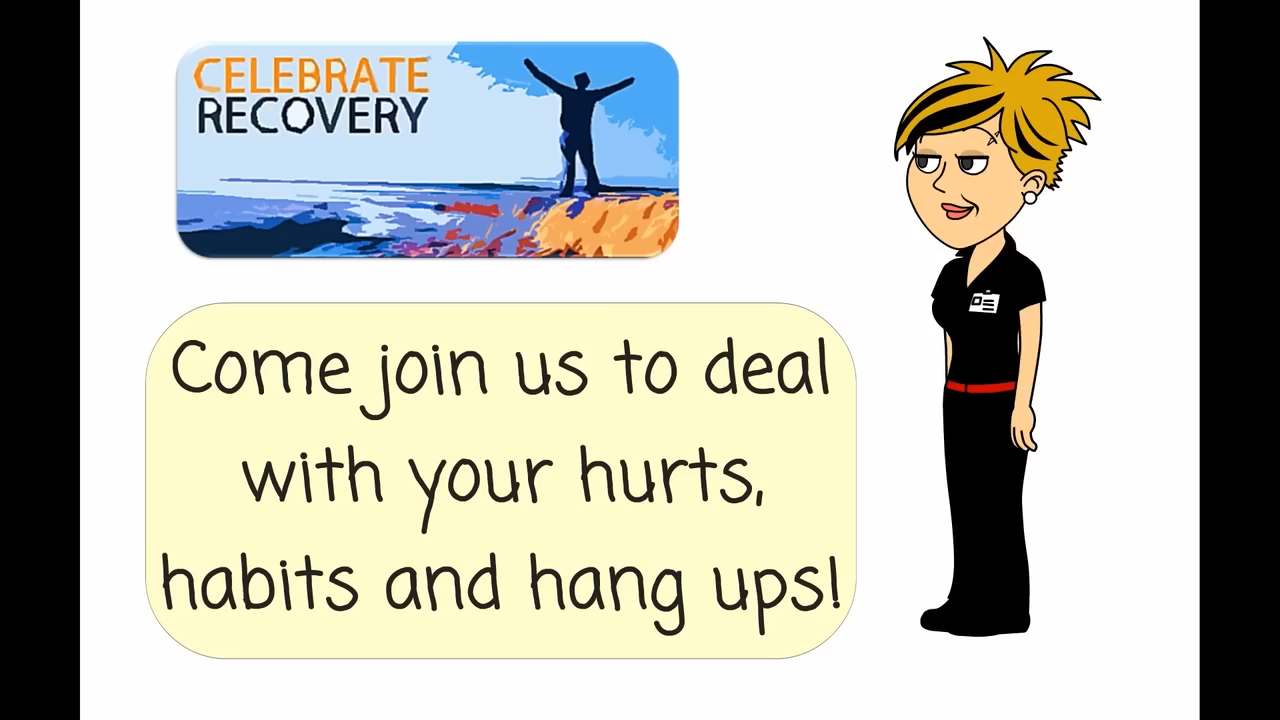 CELEBRATE
RECOVERY
Come join us to deal
with your hurts,
habits and hang ups!